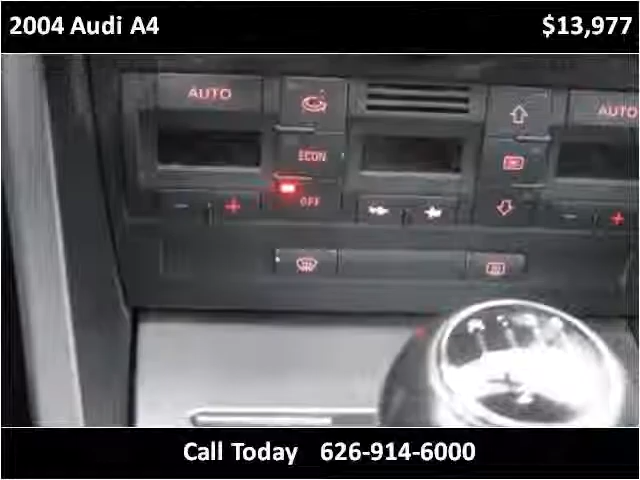 2004 Audi A4 $13,977
AUTO
AUTO
ECON
OFF
Call Today 626-914-6000